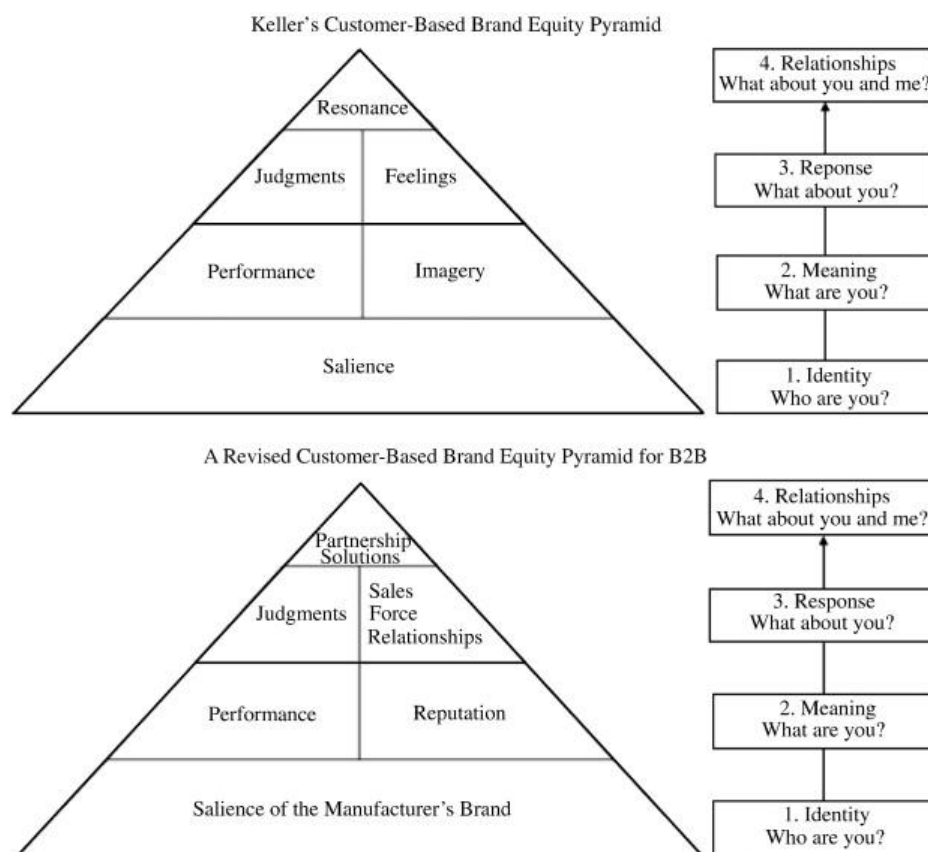 Keller's Customer-Based Brand Equity Pyramid
Resonance
Judgments
Feelings
Performance
Imagery
Salience
4. Relationships
What about you and me?
3. Reponse
What about you?
2. Meaning
What are you?
1. Identity
Who are you?
A Revised Customer-Based Brand Equity Pyramid for B2B
Partnership
Solutions
Judgments
Sales
Force
Relationships
Performance
Reputation
Salience of the Manufacturer's Brand
4. Relationships
What about you and me?
3. Response
What about you?
2. Meaning
What are you?
1. Identity
Who are you?